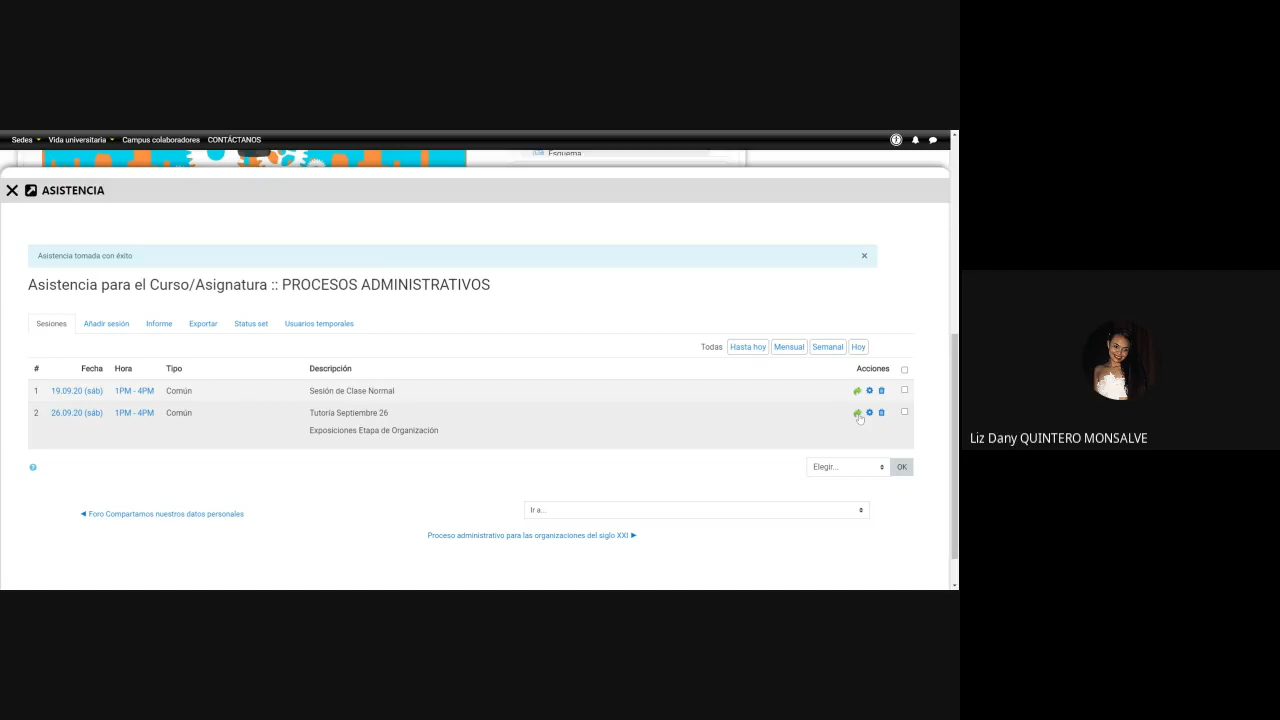 Sedes Vida universitaria Campus colaboradores CONTÁCTANOS
Esquema
ASISTENCIA
Asistencia tomada con éxito ×
Asistencia para el Curso/Asignatura :: PROCESOS ADMINISTRATIVOS
Sesiones Añadir sesión Informe Exportar Status set Usuarios temporales
Todas Hasta hoy Mensual Semanal Hoy
# Fecha Hora Tipo Descripción Acciones
1 19.09.20 (sáb) 1PM - 4PM Común Sesión de Clase Normal
2 26.09.20 (sáb) 1PM - 4PM Común Tutoría Septiembre 26
Exposiciones Etapa de Organización
Liz Dany QUINTERO MONSALVE
Elegir... OK
◄ Foro Compartamos nuestros datos personales
Ir a...
Proceso administrativo para las organizaciones del siglo XXI ►